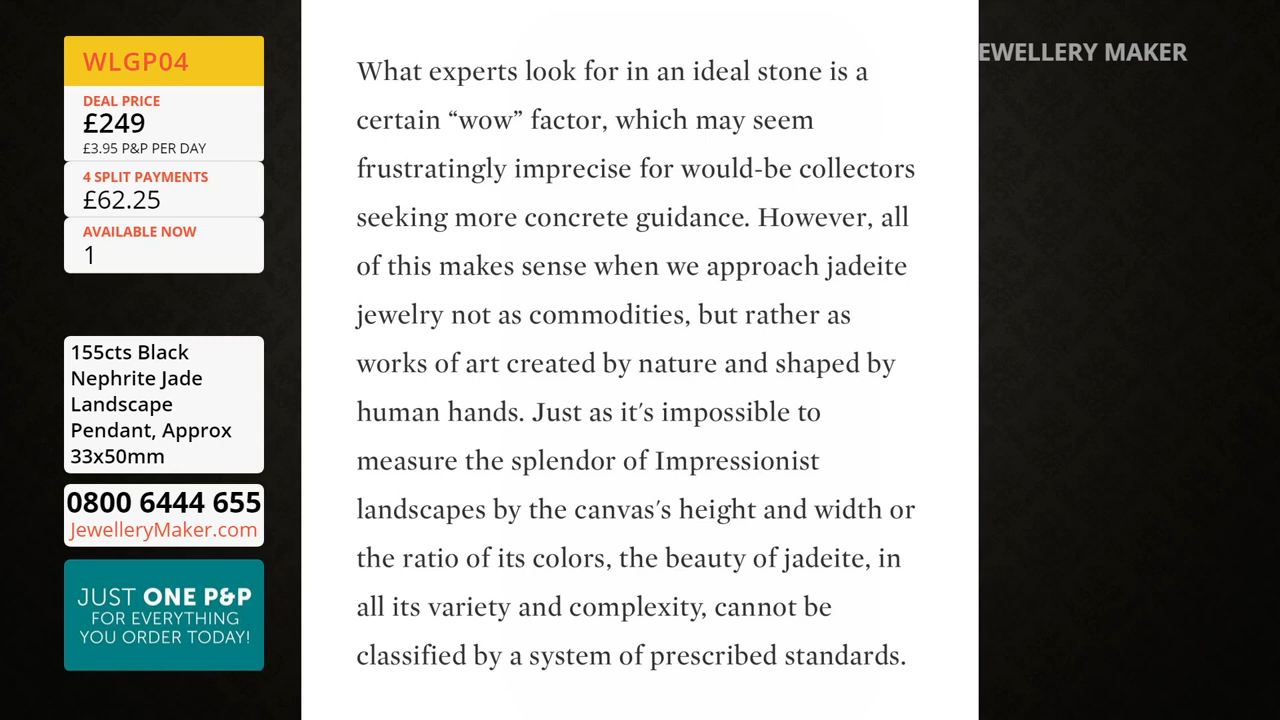 WLGP04
DEAL PRICE
£249
£3.95 P&P PER DAY
4 SPLIT PAYMENTS
£62.25
AVAILABLE NOW
1
155cts Black
Nephrite Jade
Landscape
Pendant, Approx
33x50mm
0800 6444 655
JewelleryMaker.com
JUST ONE P&P
FOR EVERYTHING
YOU ORDER TODAY!
What experts look for in an ideal stone is a
certain “wow” factor, which may seem
frustratingly imprecise for would-be collectors
seeking more concrete guidance. However, all
of this makes sense when we approach jadeite
jewelry not as commodities, but rather as
works of art created by nature and shaped by
human hands. Just as it's impossible to
measure the splendor of Impressionist
landscapes by the canvas's height and width or
the ratio of its colors, the beauty of jadeite, in
all its variety and complexity, cannot be
classified by a system of prescribed standards.
EWELLERY MAKER